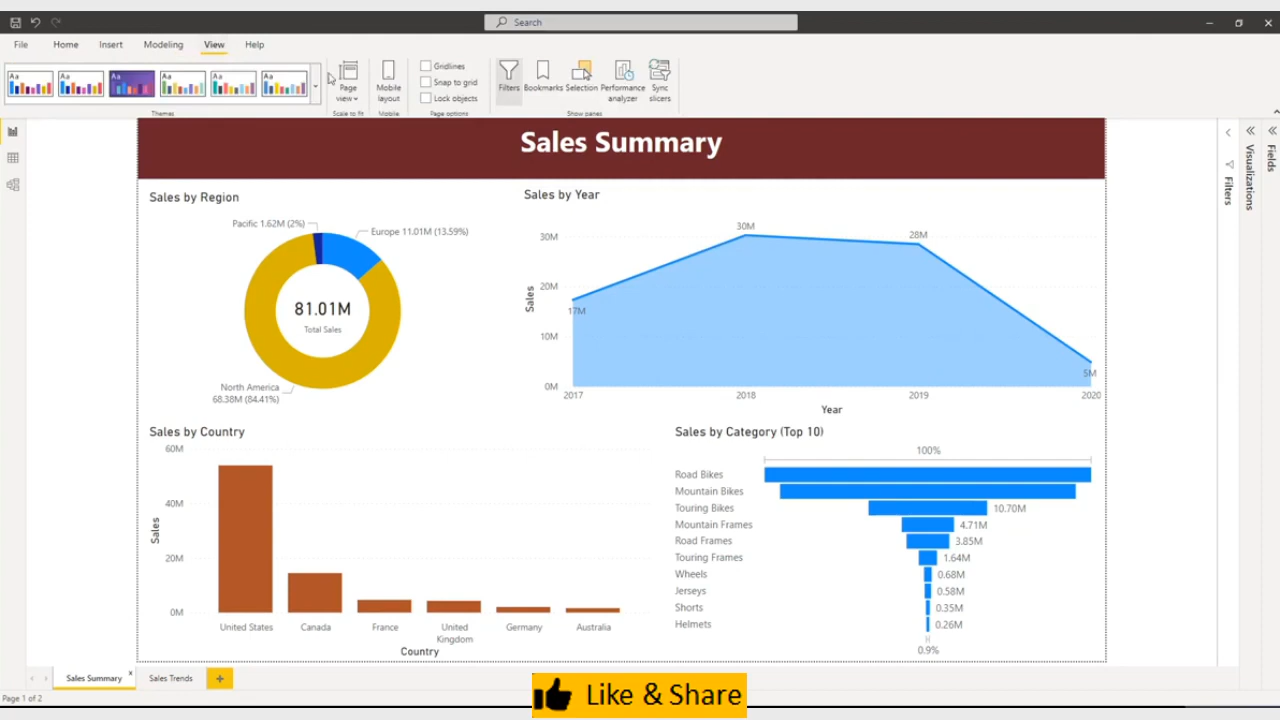 Search
File Home Insert Modeling View Help
Aa Aa Aa Aa Aa Aa
Themes
Page view
Scale to fit
Mobile layout
Mobile
Gridlines
Snap to grid
Lock objects
Page options
Filters Bookmarks Selection Performance analyzer Sync slicers
Show panes
Sales Summary
Filters
Visualizations
Fields
Sales by Region
Pacific 1.62M (2%)
Europe 11.01M (13.59%)
81.01M
Total Sales
North America
68.38M (84.41%)
Sales by Year
30M
20M
10M
0M
Sales
30M
28M
17M
5M
2017 2018 2019 2020
Year
Sales by Country
60M
40M
20M
0M
Sales
United States Canada France United Kingdom Germany Australia
Country
Sales by Category (Top 10)
100%
Road Bikes
Mountain Bikes
Touring Bikes 10.70M
Mountain Frames 4.71M
Road Frames 3.85M
Touring Frames 1.64M
Wheels 0.68M
Jerseys 0.58M
Shorts 0.35M
Helmets 0.26M
0.9%
Sales Summary x Sales Trends +
Page 1 of 2
Like & Share